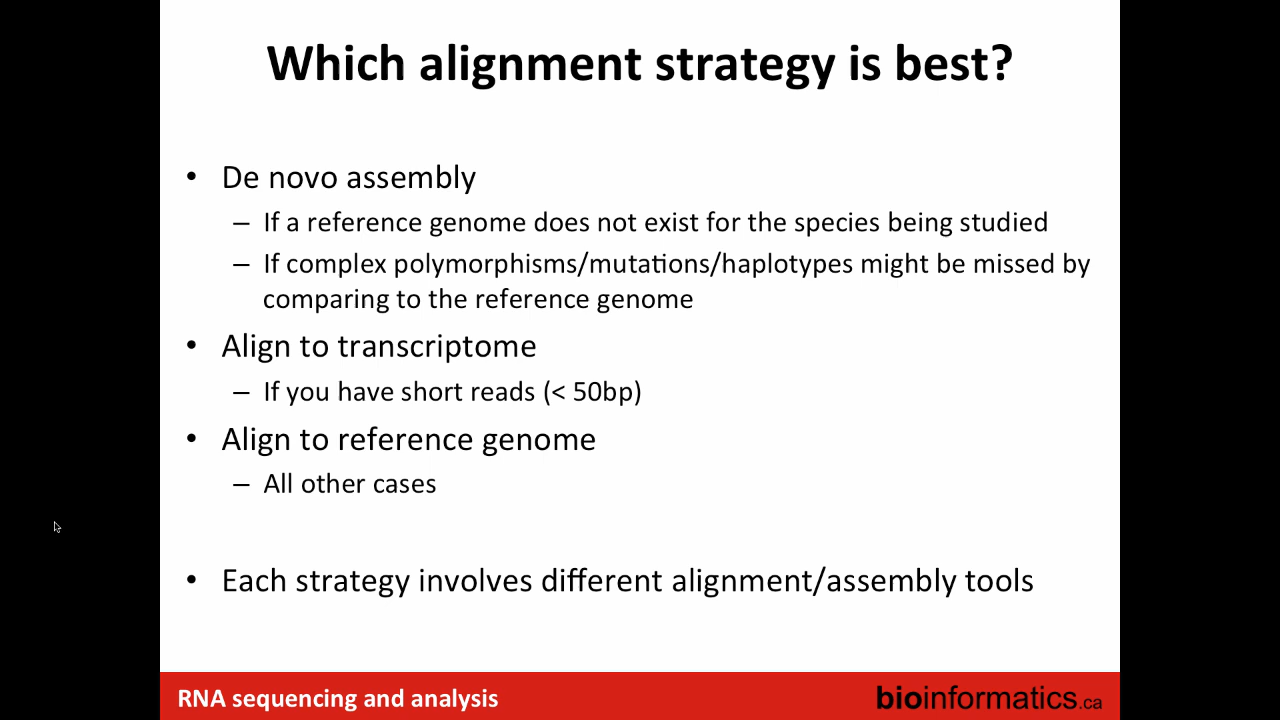 Which alignment strategy is best?
• De novo assembly
– If a reference genome does not exist for the species being studied
– If complex polymorphisms/mutations/haplotypes might be missed by
comparing to the reference genome
• Align to transcriptome
– If you have short reads (< 50bp)
• Align to reference genome
– All other cases
• Each strategy involves different alignment/assembly tools
RNA sequencing and analysis
bioinformatics.ca